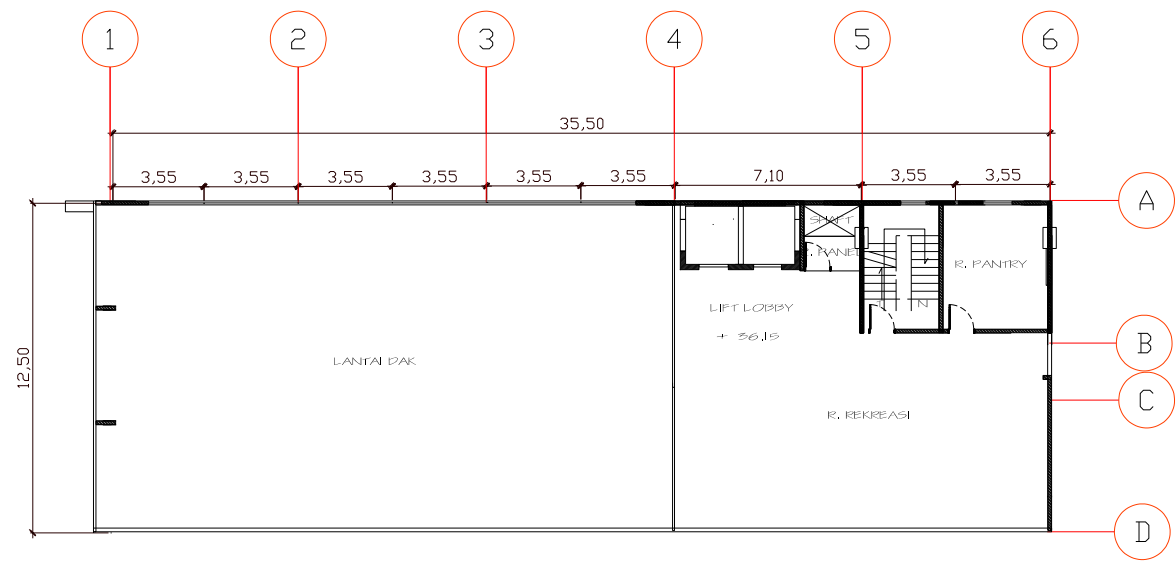 1 2 3 4 5 6
35,50
3,55 3,55 3,55 3,55 3,55 3,55 7,10 3,55 3,55
A
SHAFT
R. PANEL
R. PANTRY
LIFT LOBBY
T N
+ 36.15
B
12,50
LANTAI DAK
C
R. REKREASI
D